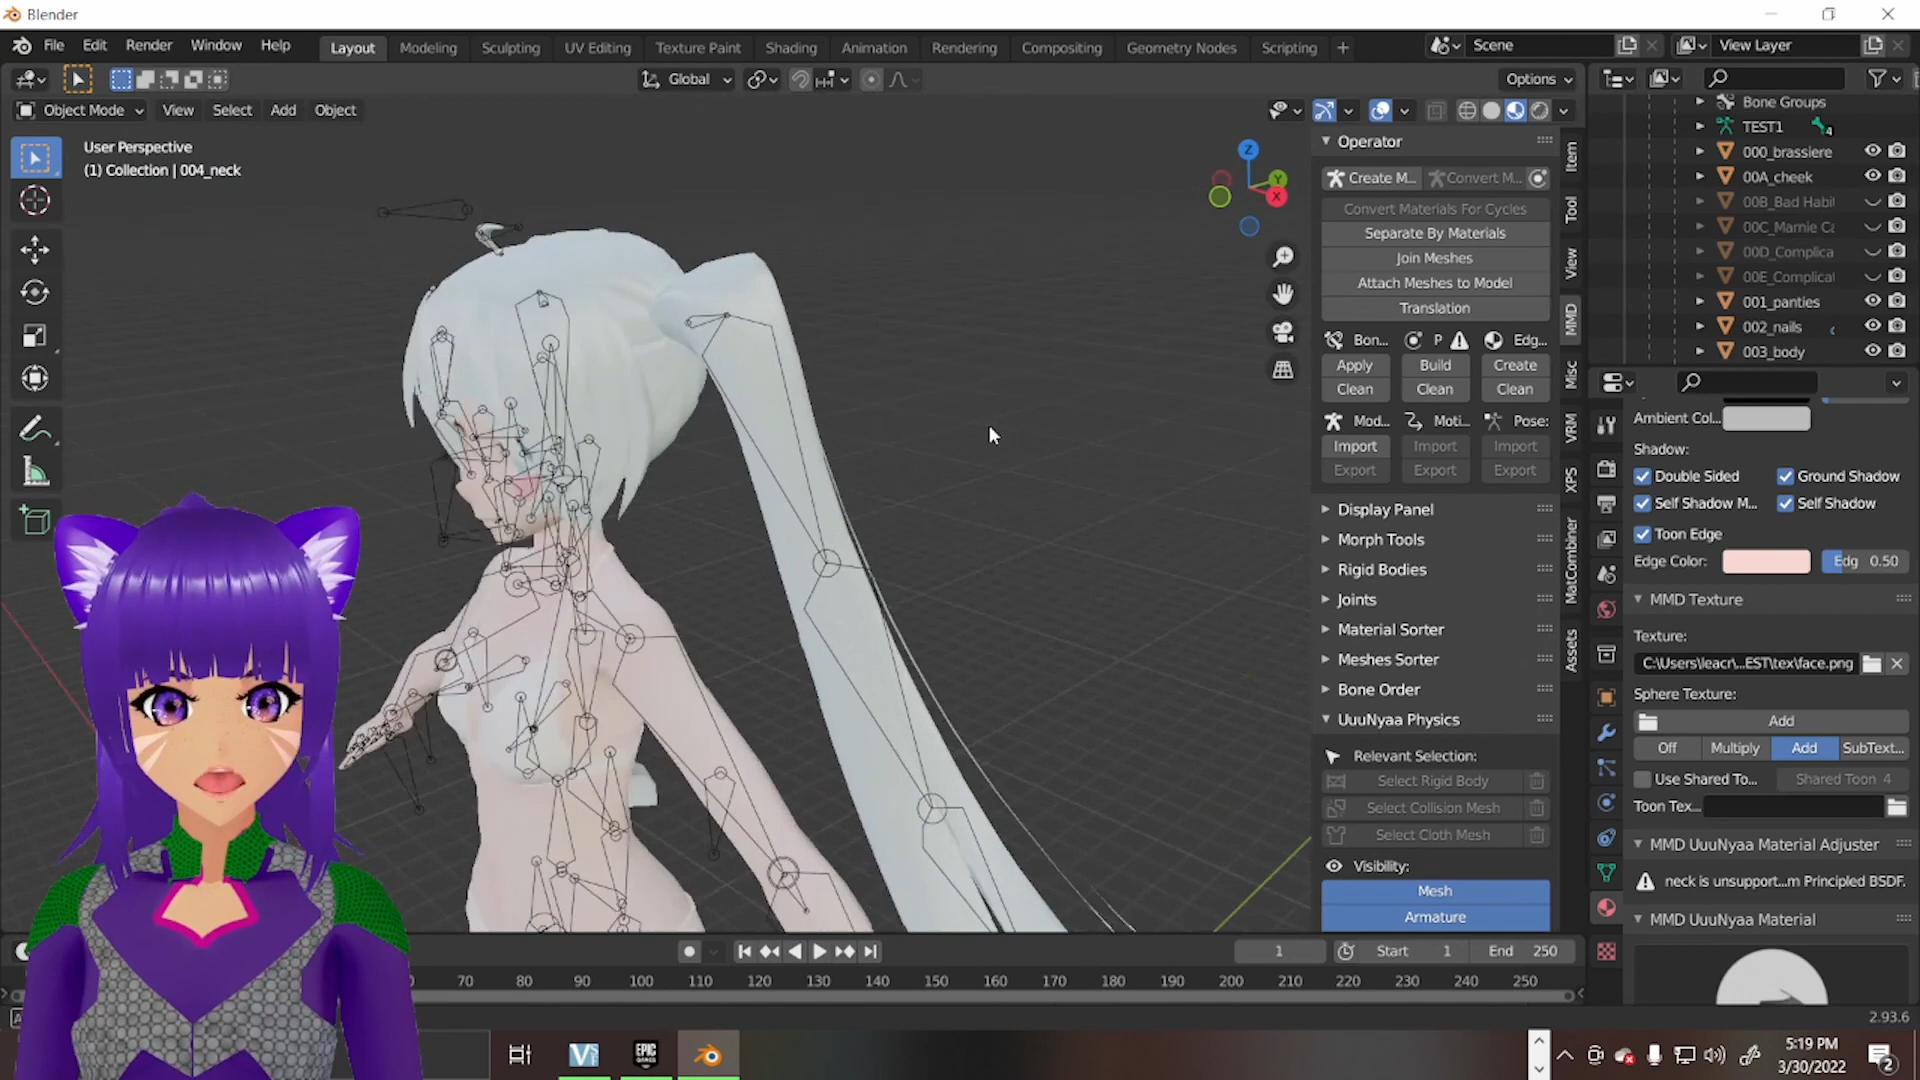 Blender
File Edit Render Window Help Layout Modeling Sculpting UV Editing Texture Paint Shading Animation Rendering Compositing Geometry Nodes Scripting + Scene View Layer
Global Options
Object Mode View Select Add Object
User Perspective
(1) Collection | 004_neck
Z
Y
X
Operator
Create M... Convert M...
Convert Materials For Cycles
Separate By Materials
Join Meshes
Attach Meshes to Model
Translation
Bon... P Edg...
Apply Build Create
Clean Clean Clean
Mod... Moti... Pose:
Import Import Import
Export Export Export
Display Panel
Morph Tools
Rigid Bodies
Joints
Material Sorter
Meshes Sorter
Bone Order
UuuNyaa Physics
Relevant Selection:
Select Rigid Body
Select Collision Mesh
Select Cloth Mesh
Visibility:
Mesh
Armature
Item
Tool
View
MMD
Misc
VRM
XPS
MatCombiner
Assets
Bone Groups
TEST1 4
000_brassiere
00A_cheek
00B_Bad Habi
00C_Marnie Ca
00D_Complica
00E_Complicat
001_panties
002_nails
003_body
Ambient Col...
Shadow:
Double Sided Ground Shadow
Self Shadow M... Self Shadow
Toon Edge
Edge Color: Edg 0.50
MMD Texture
Texture:
C:\Users\leacr\...EST\tex\face.png
Sphere Texture:
Add
Off Multiply Add SubText...
Use Shared To... Shared Toon 4
Toon Tex...
MMD UuuNyaa Material Adjuster
neck is unsupport...m Principled BSDF.
MMD UuuNyaa Material
1 Start 1 End 250
70 80 90 100 110 120 130 140 150 160 170 180 190 200 210 220 230 240 250
2.93.6
EPIC GAMES
5:19 PM
3/30/2022
2